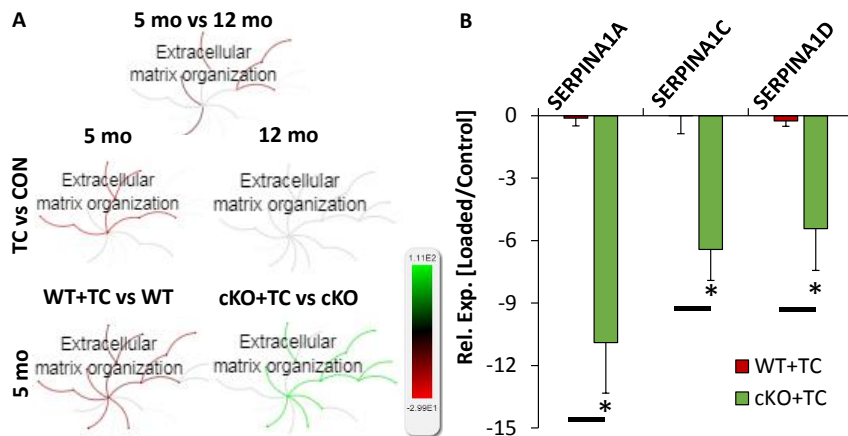 A
5 mo vs 12 mo
Extracellular
matrix organization
5 mo
12 mo
TC vs CON
Extracellular
matrix organization
Extracellular
matrix organization
WT+TC vs WT
cKO+TC vs cKO
5 mo
Extracellular
matrix organization
Extracellular
matrix organization
1.11E2
-2.99E1
B
SERPINA1A
SERPINA1C
SERPINA1D
Rel. Exp. [Loaded/Control]
0
-3
-6
-9
-12
-15
*
*
*
WT+TC
cKO+TC